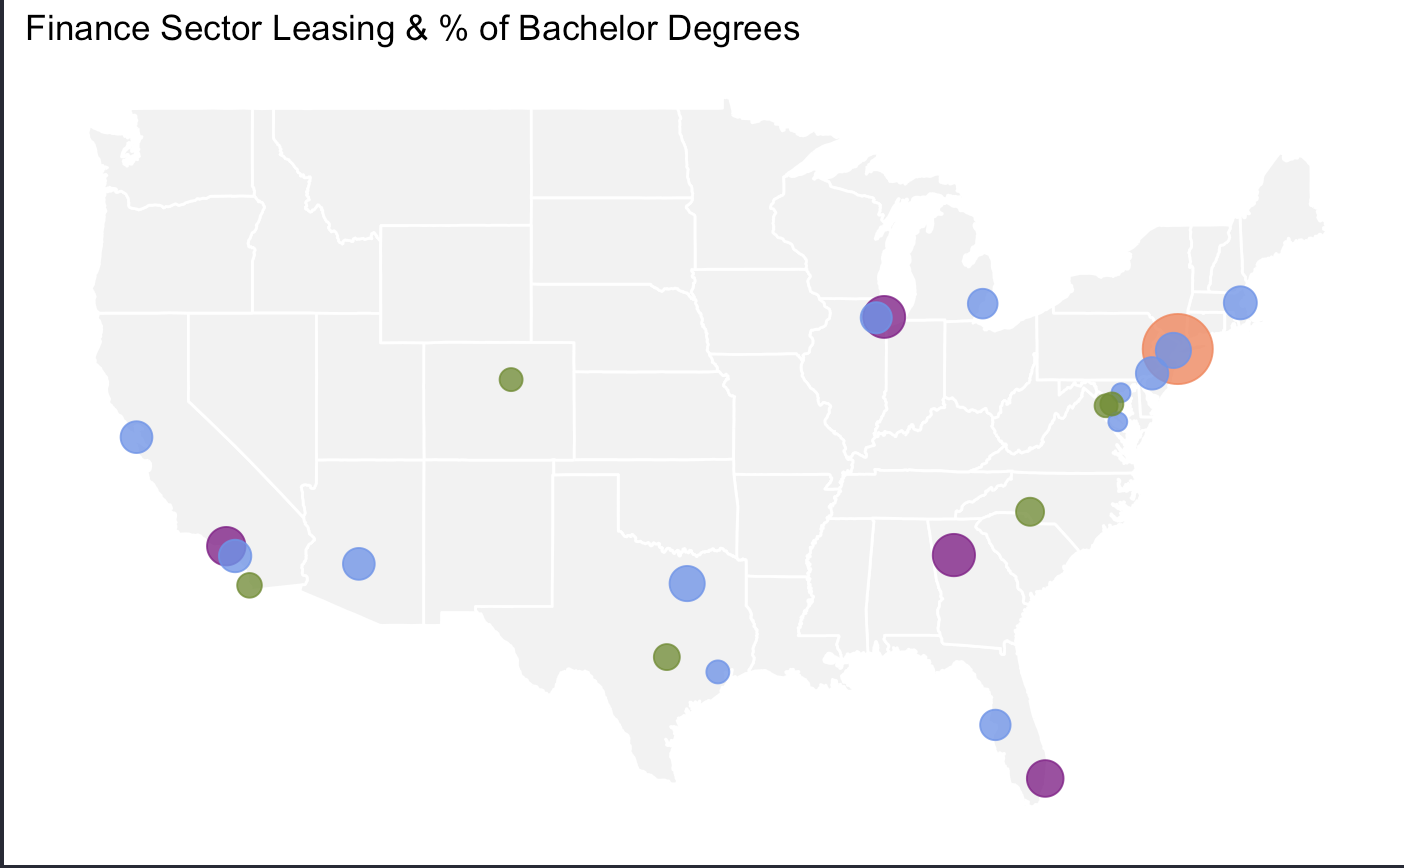 Finance Sector Leasing & % of Bachelor Degrees